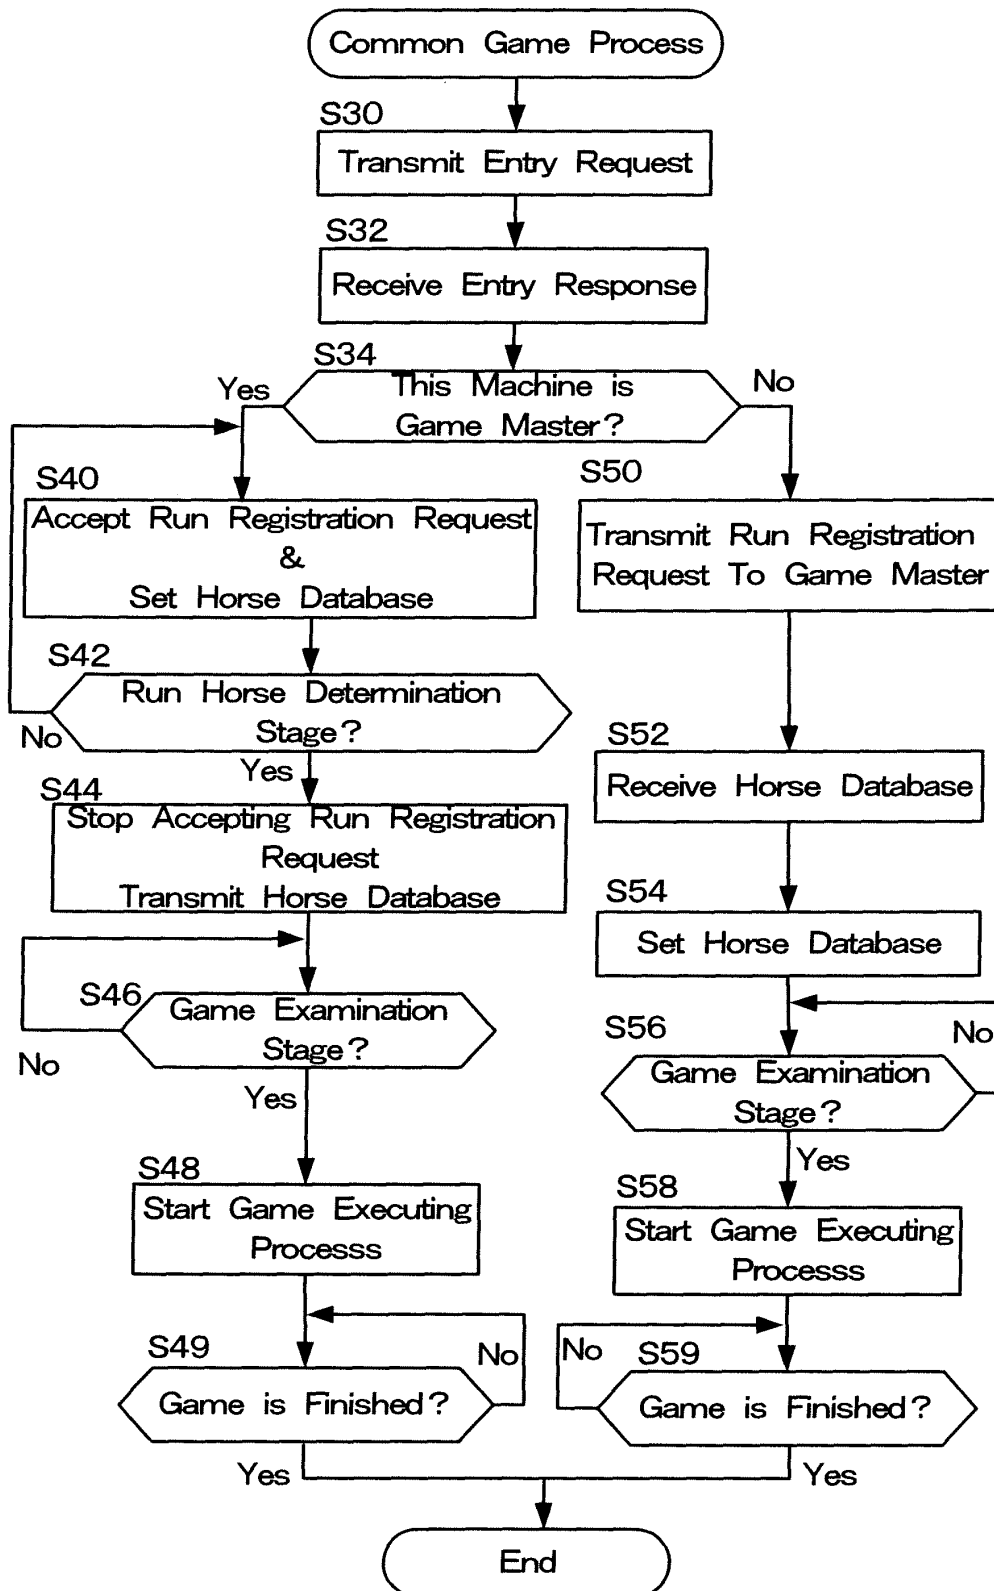 Common Game Process
S30
Transmit Entry Request
S32
Receive Entry Response
S34
This Machine is
Game Master?
Yes
No
S40
Accept Run Registration Request
&
Set Horse Database
S42
Run Horse Determination
Stage?
No
Yes
S44
Stop Accepting Run Registration
Request
Transmit Horse Database
S46
Game Examination
Stage?
No
Yes
S48
Start Game Executing
Processs
S49
Game is Finished?
No
Yes
S50
Transmit Run Registration
Request To Game Master
S52
Receive Horse Database
S54
Set Horse Database
S56
Game Examination
Stage?
No
Yes
S58
Start Game Executing
Processs
S59
Game is Finished?
No
Yes
End